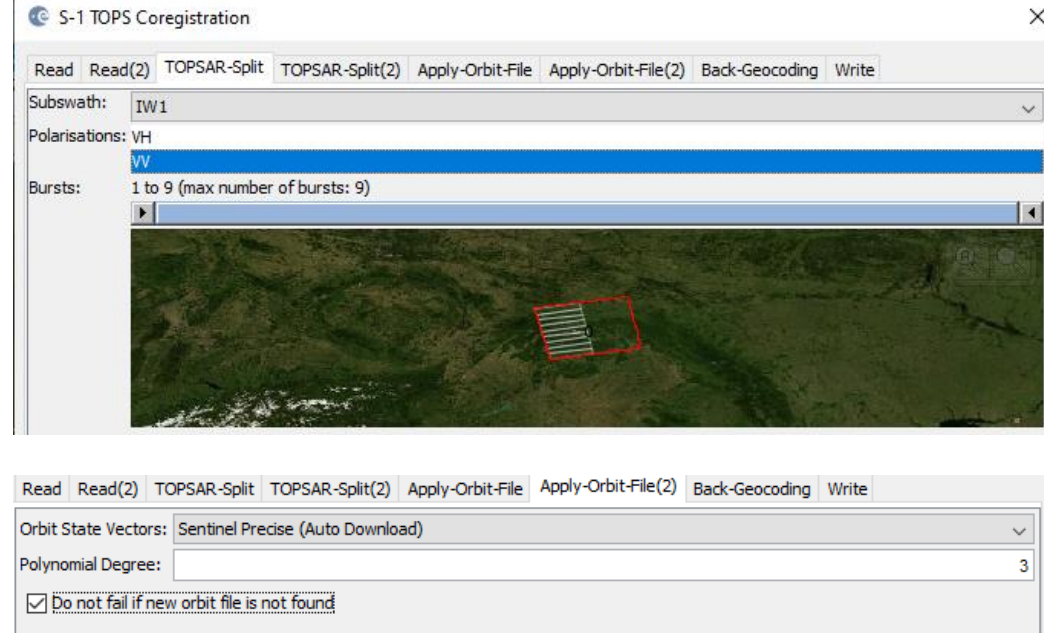 S-1 TOPS Coregistration
Read Read(2) TOPSAR-Split TOPSAR-Split(2) Apply-Orbit-File Apply-Orbit-File(2) Back-Geocoding Write
Subswath: IW1
Polarisations: VH
VV
Bursts: 1 to 9 (max number of bursts: 9)
Read Read(2) TOPSAR-Split TOPSAR-Split(2) Apply-Orbit-File Apply-Orbit-File(2) Back-Geocoding Write
Orbit State Vectors: Sentinel Precise (Auto Download)
Polynomial Degree: 3
Do not fail if new orbit file is not found